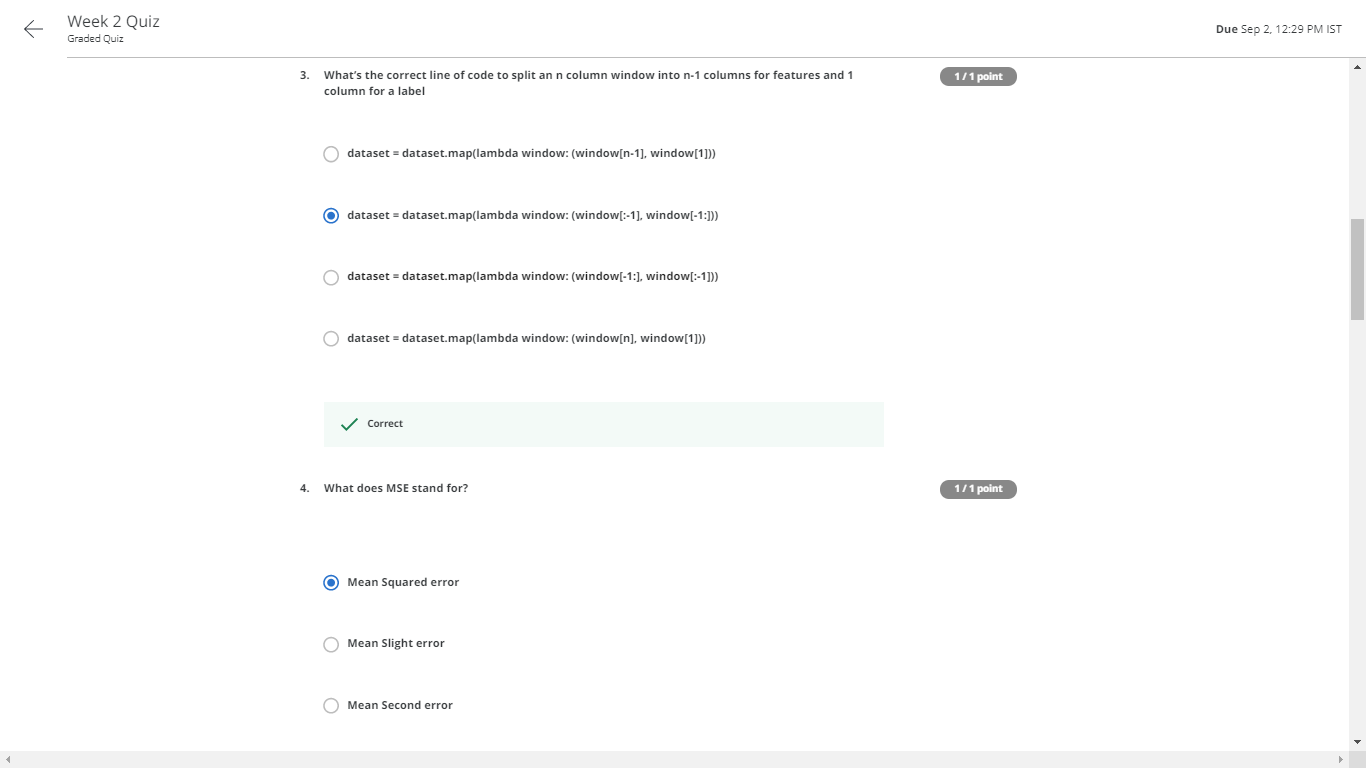 Week 2 Quiz
Graded Quiz
Due Sep 2, 12:29 PM IST
3. What's the correct line of code to split an n column window into n-1 columns for features and 1
column for a label
1 / 1 point
dataset = dataset.map(lambda window: (window[n-1], window[1]))
dataset = dataset.map(lambda window: (window[:-1], window[-1:]))
dataset = dataset.map(lambda window: (window[-1:], window[:-1]))
dataset = dataset.map(lambda window: (window[n], window[1]))
Correct
4. What does MSE stand for?
1 / 1 point
Mean Squared error
Mean Slight error
Mean Second error